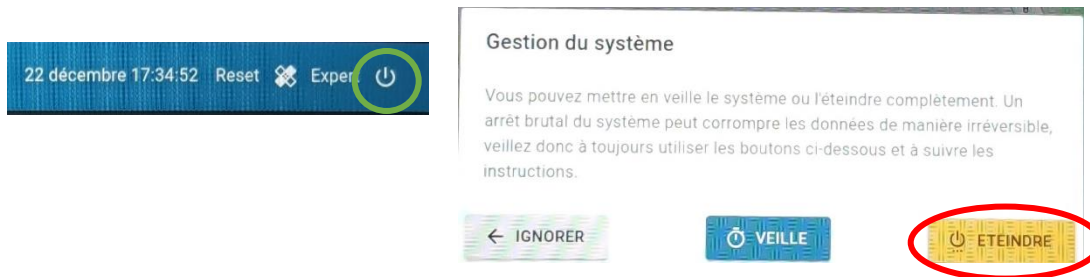 22 décembre 17:34:52 Reset Expert
Gestion du système
Vous pouvez mettre en veille le système ou l'éteindre complètement. Un
arrêt brutal du système peut corrompre les données de manière irréversible,
veillez donc à toujours utiliser les boutons ci-dessous et à suivre les
instructions.
IGNORER
VEILLE
ETEINDRE